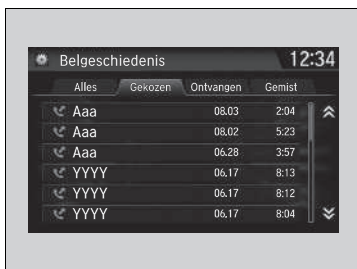 Belgeschiedenis 12:34
Alles Gekozen Ontvangen Gemist
Aaa 08.03 2:04
Aaa 08.02 5:23
Aaa 06.28 3:57
YYYY 06.17 8:13
YYYY 06.17 8:12
YYYY 06.17 8:04